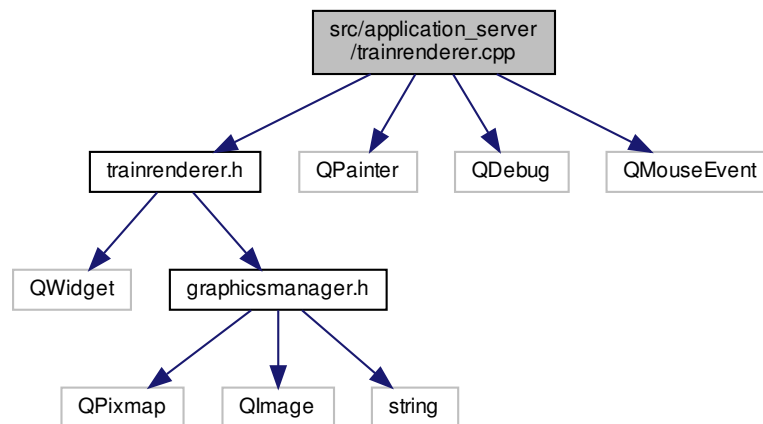 src/application_server
/trainrenderer.cpp
trainrenderer.h
QPainter
QDebug
QMouseEvent
QWidget
graphicsmanager.h
QPixmap
QImage
string